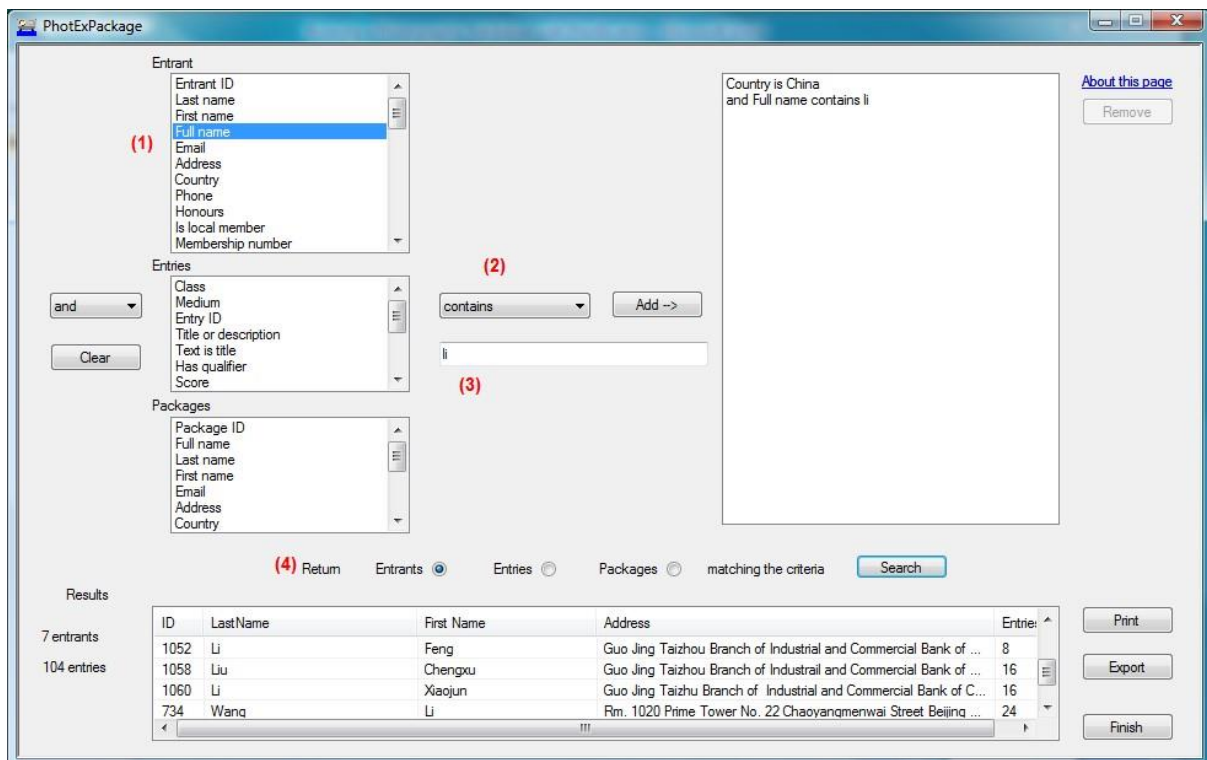 PhotExPackage
Entrant
Entrant ID
Last name
First name
Full name
Email
Address
Country
Phone
Honours
Is local member
Membership number
(1)
Country is China
and Full name contains li
About this page
Remove
Entries
Class
Medium
Entry ID
Title or description
Text is title
Has qualifier
Score
and
Clear
(2)
contains
Add -->
li
(3)
Packages
Package ID
Full name
Last name
First name
Email
Address
Country
(4) Return Entrants Entries Packages matching the criteria Search
Results
7 entrants
104 entries
ID LastName First Name Address Entries
1052 Li Feng Guo Jing Taizhou Branch of Industrial and Commercial Bank of ... 8
1058 Liu Chengxu Guo Jing Taizhou Branch of Industrail and Commercial Bank of ... 16
1060 Li Xiaojun Guo Jing Taizhu Branch of Industrial and Commercial Bank of C... 16
734 Wang Li Rm. 1020 Prime Tower No. 22 Chaoyangmenwai Street Beijing ... 24
Print
Export
Finish